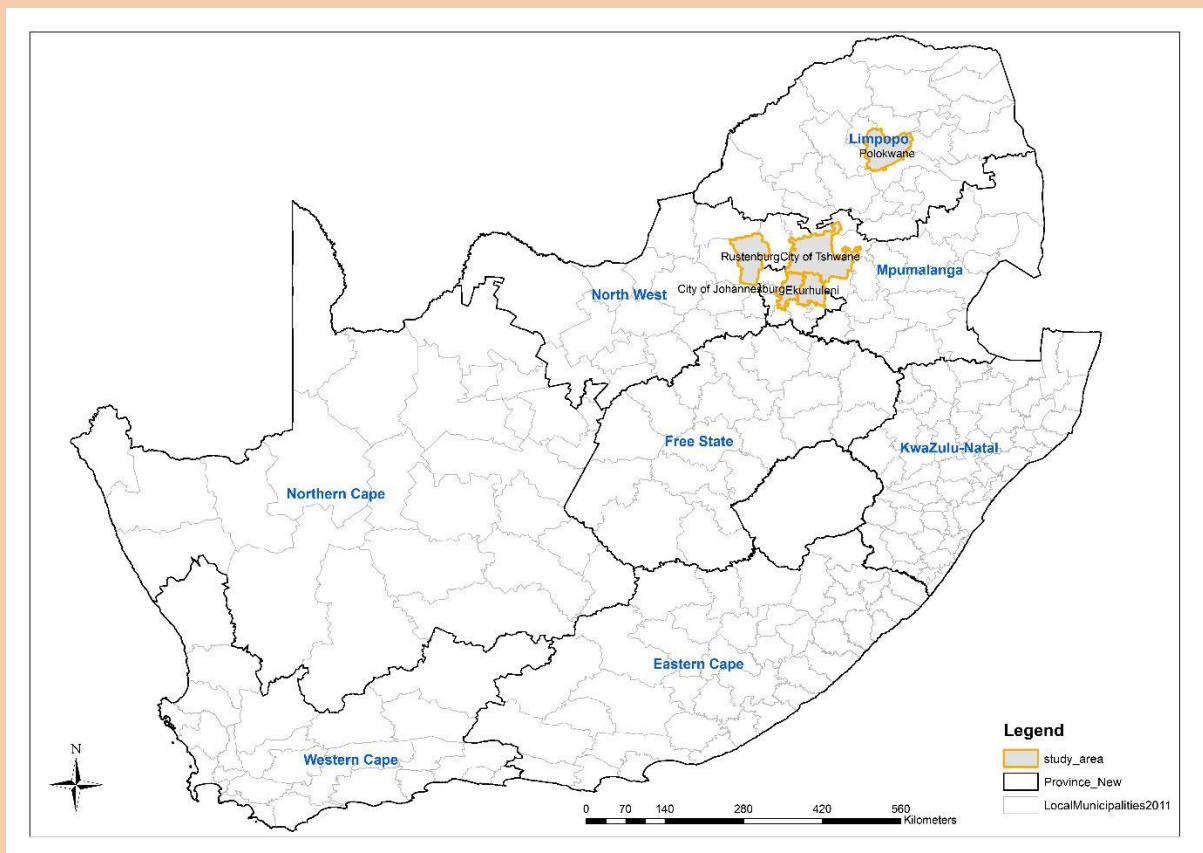 Limpopo
Polokwane
Rustenburg
City of Tshwane
Mpumalanga
City of Johannesburg
Ekurhuleni
North West
Free State
KwaZulu-Natal
Northern Cape
Eastern Cape
Western Cape
N
Legend
study_area
Province_New
LocalMunicipalities2011
0 70 140 280 420 560
Kilometers